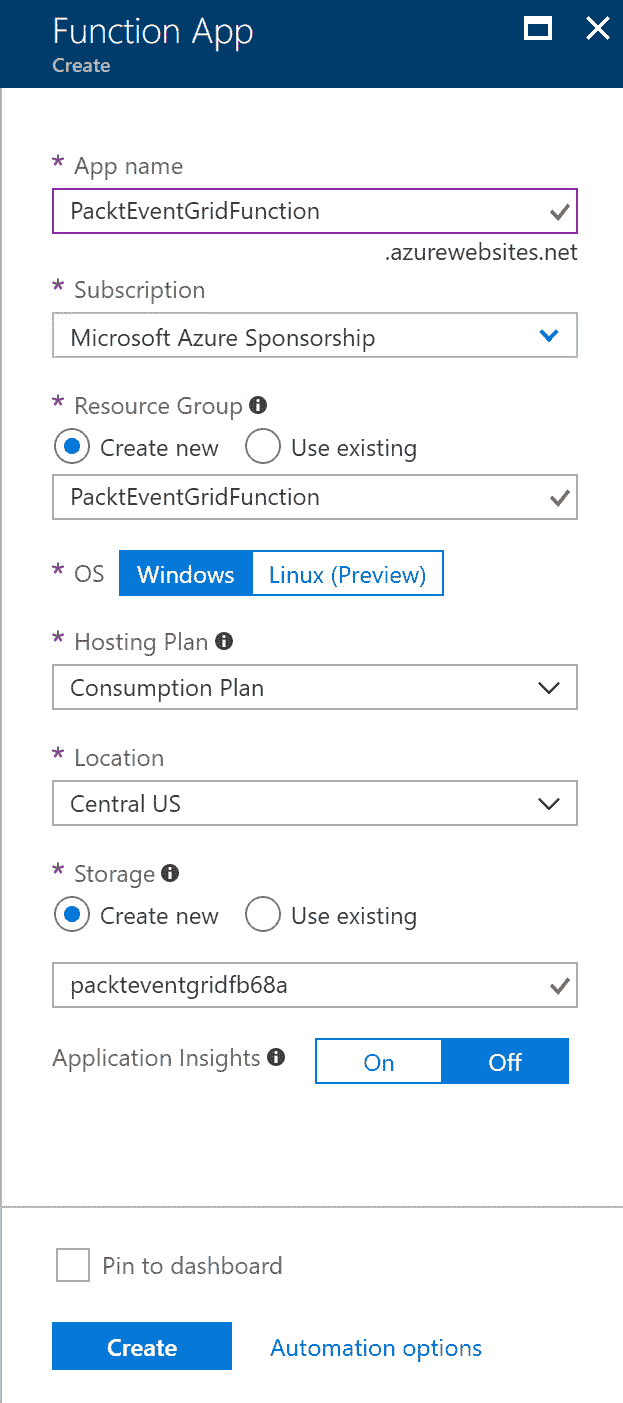 Function App
Create
* App name
PacktEventGridFunction
.azurewebsites.net
* Subscription
Microsoft Azure Sponsorship
* Resource Group
Create new Use existing
PacktEventGridFunction
* OS Windows Linux (Preview)
* Hosting Plan
Consumption Plan
* Location
Central US
* Storage
Create new Use existing
packteventgridfb68a
Application Insights On Off
Pin to dashboard
Create Automation options